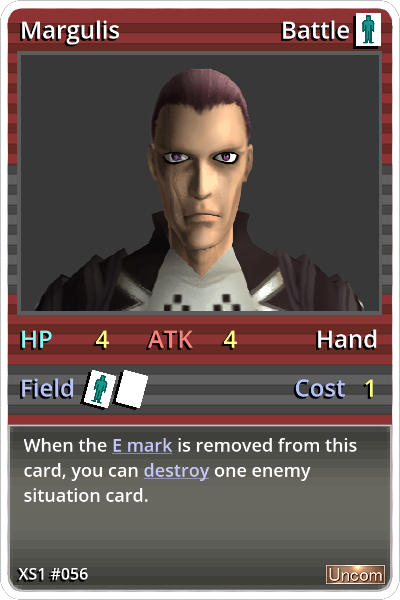 Margulis Battle
HP 4 ATK 4 Hand
Field Cost 1
When the E mark is removed from this
card, you can destroy one enemy
situation card.
XS1 #056 Uncom